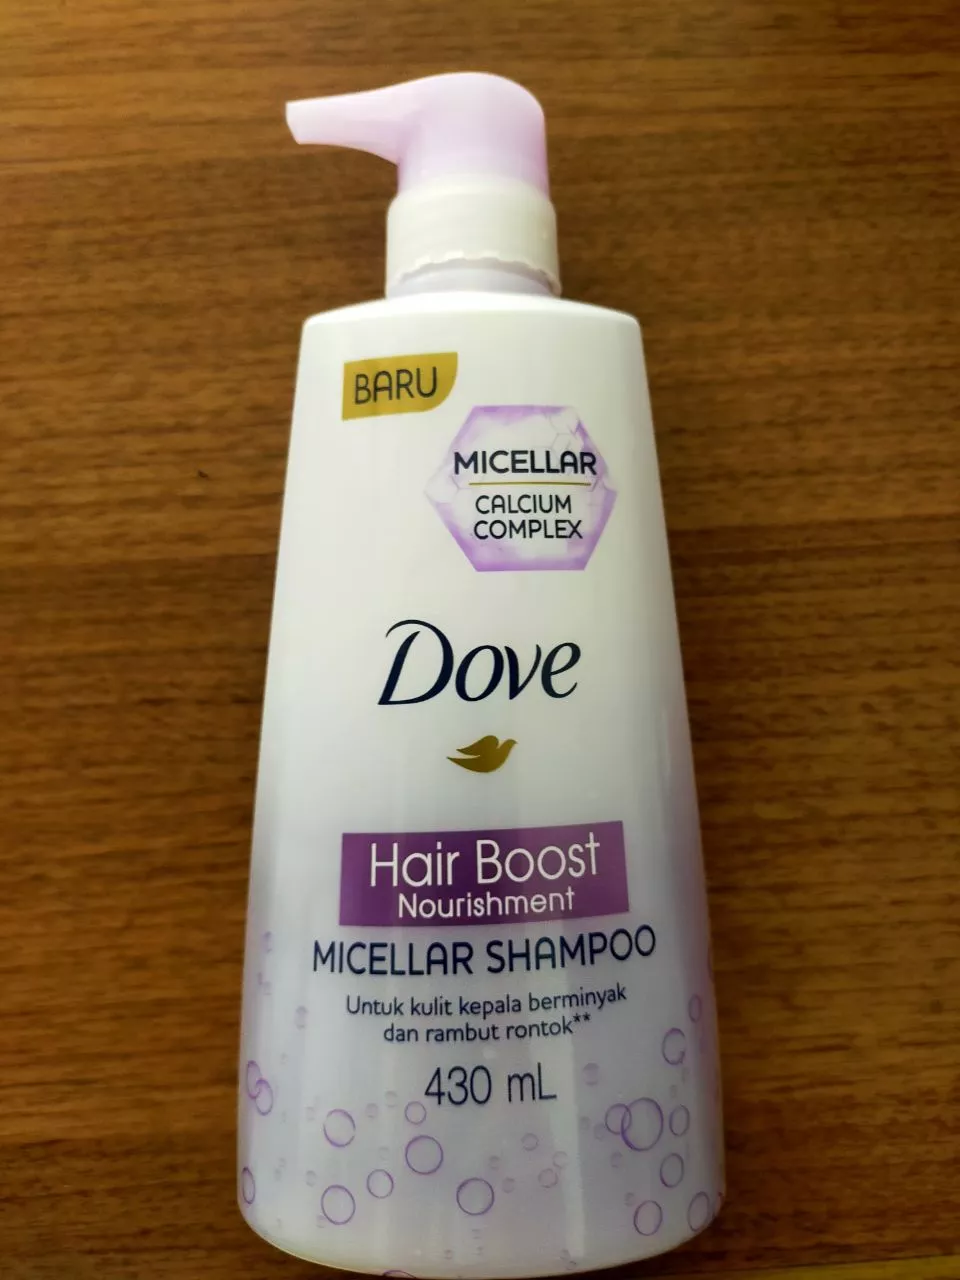 BARU
MICELLAR
CALCIUM
COMPLEX
Dove
Hair Boost
Nourishment
MICELLAR SHAMPOO
Untuk kulit kepala berminyak
dan rambut rontok**
430 mL